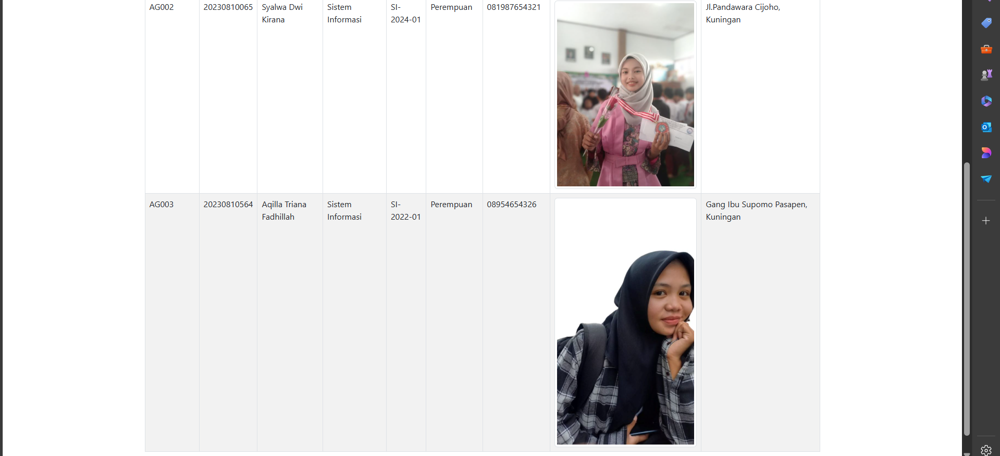 AG002
20230810065
Syalwa Dwi
Kirana
Sistem
Informasi
SI-
2024-01
Perempuan
081987654321
Jl.Pandawara Cijoho,
Kuningan
AG003
20230810564
Aqilla Triana
Fadhillah
Sistem
Informasi
SI-
2022-01
Perempuan
08954654326
Gang Ibu Supomo Pasapen,
Kuningan